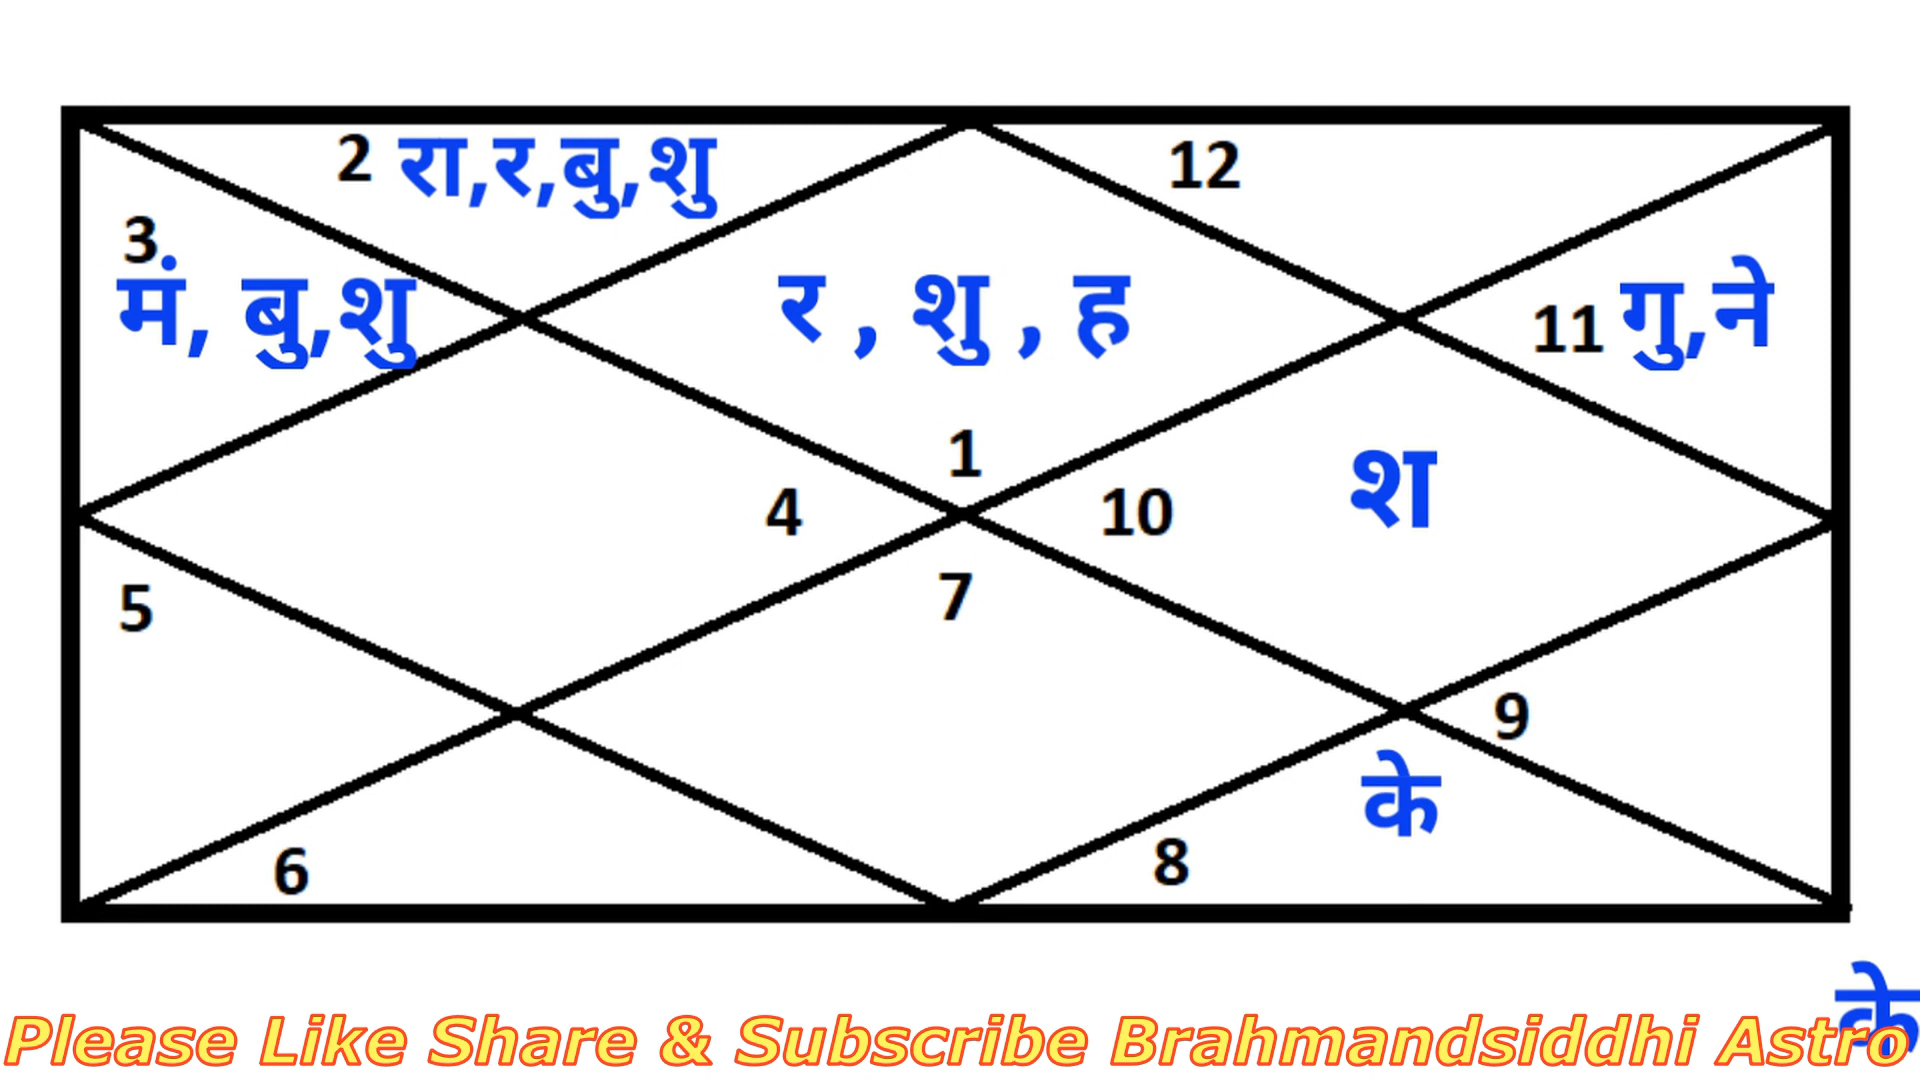 2 रा,र,बु,शु
12
3
मं, बु,शु
र , शु , ह
11 गु,ने
1
4
10
श
5
7
9
के
6
8
के
Please Like Share & Subscribe Brahmandsiddhi Astro